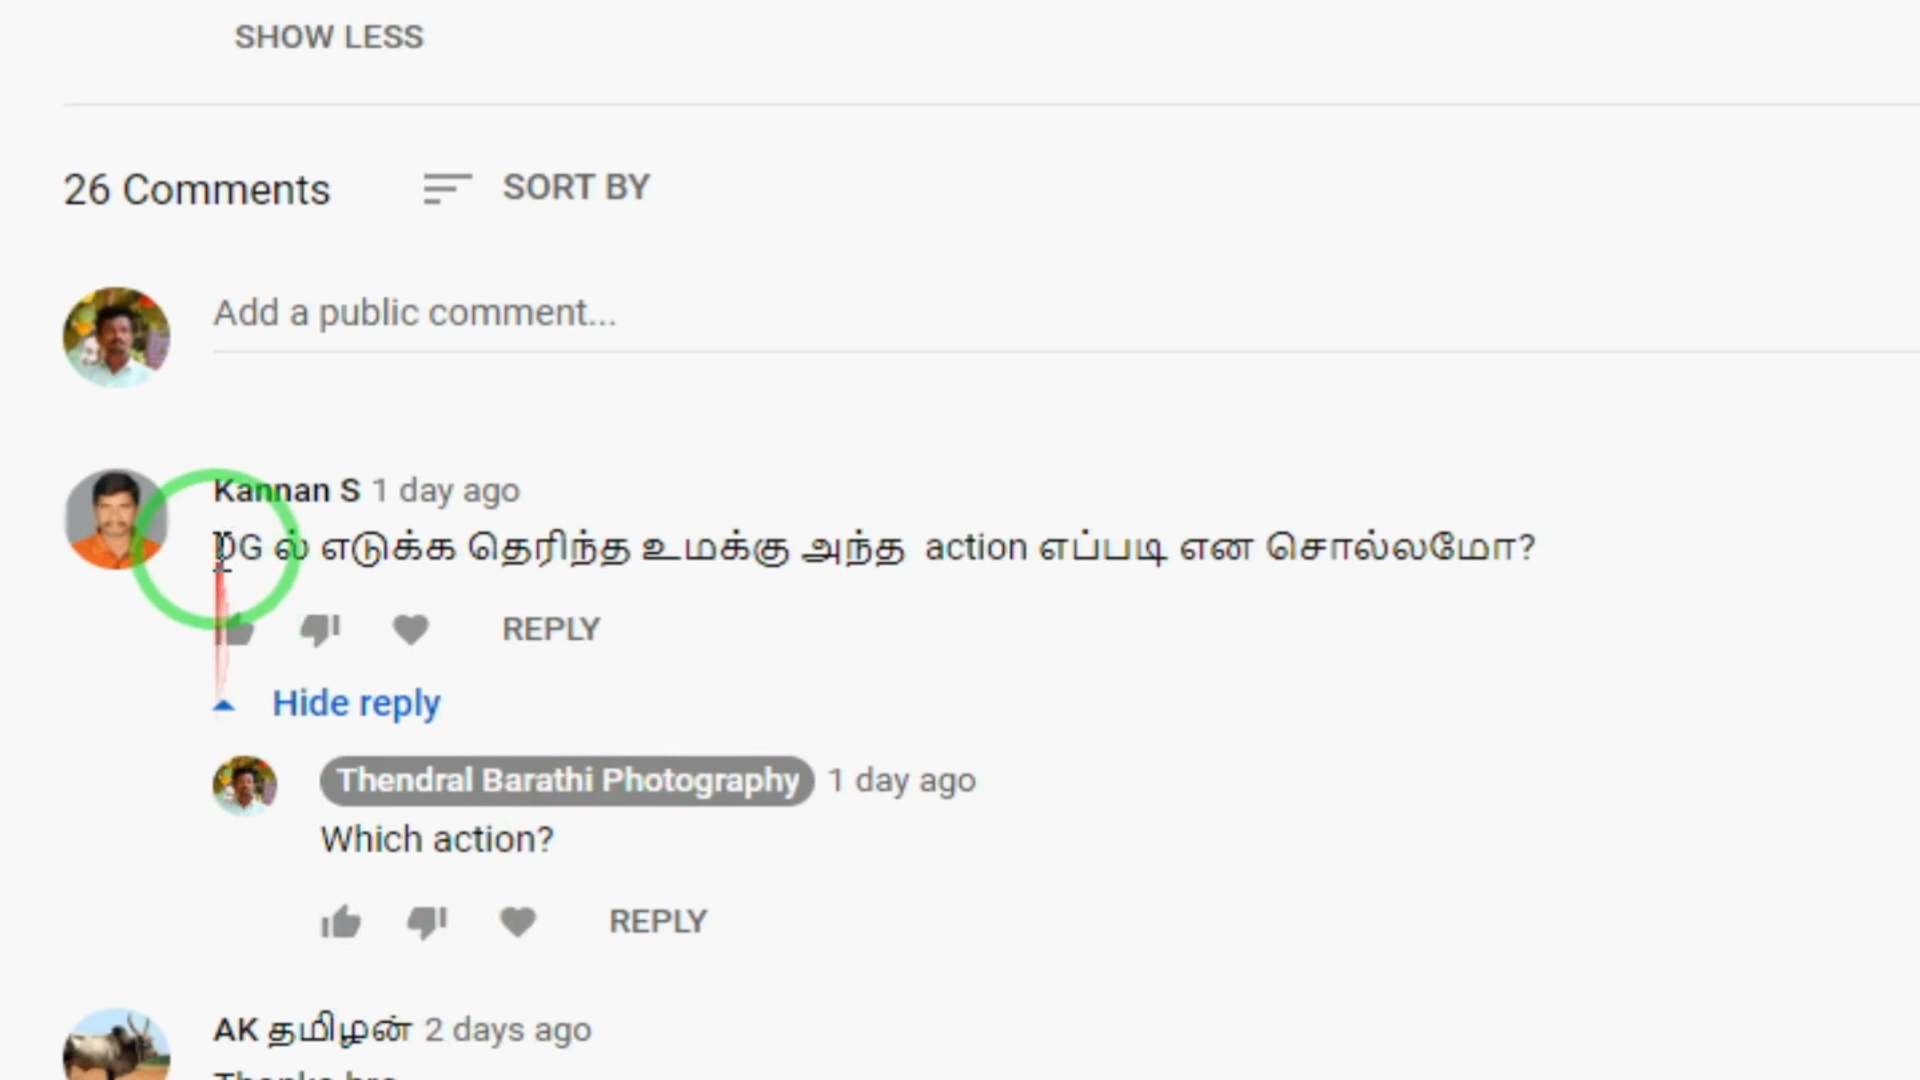 SHOW LESS
26 Comments SORT BY
Add a public comment...
Kannan S 1 day ago
ல் எடுக்க தெரிந்த உமக்கு அந்த action எப்படி என சொல்லமோ?
REPLY
Hide reply
Thendral Barathi Photography 1 day ago
Which action?
REPLY
AK தமிழன் 2 days ago